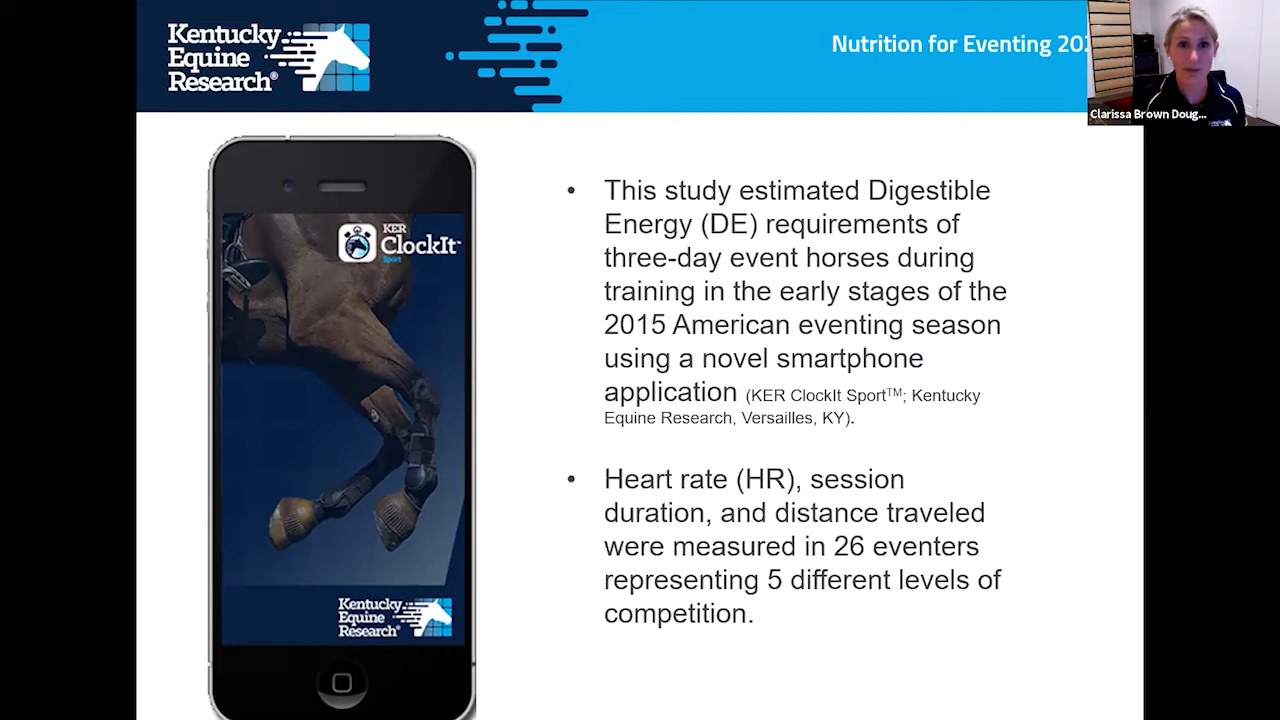 Kentucky
Equine
Research®
Nutrition for Eventing 202
Clarissa Brown Doug...
KER
ClockIt™
Sport
Kentucky
Equine
Research®
• This study estimated Digestible
Energy (DE) requirements of
three-day event horses during
training in the early stages of the
2015 American eventing season
using a novel smartphone
application (KER ClockIt Sport™; Kentucky
Equine Research, Versailles, KY).
• Heart rate (HR), session
duration, and distance traveled
were measured in 26 eventers
representing 5 different levels of
competition.